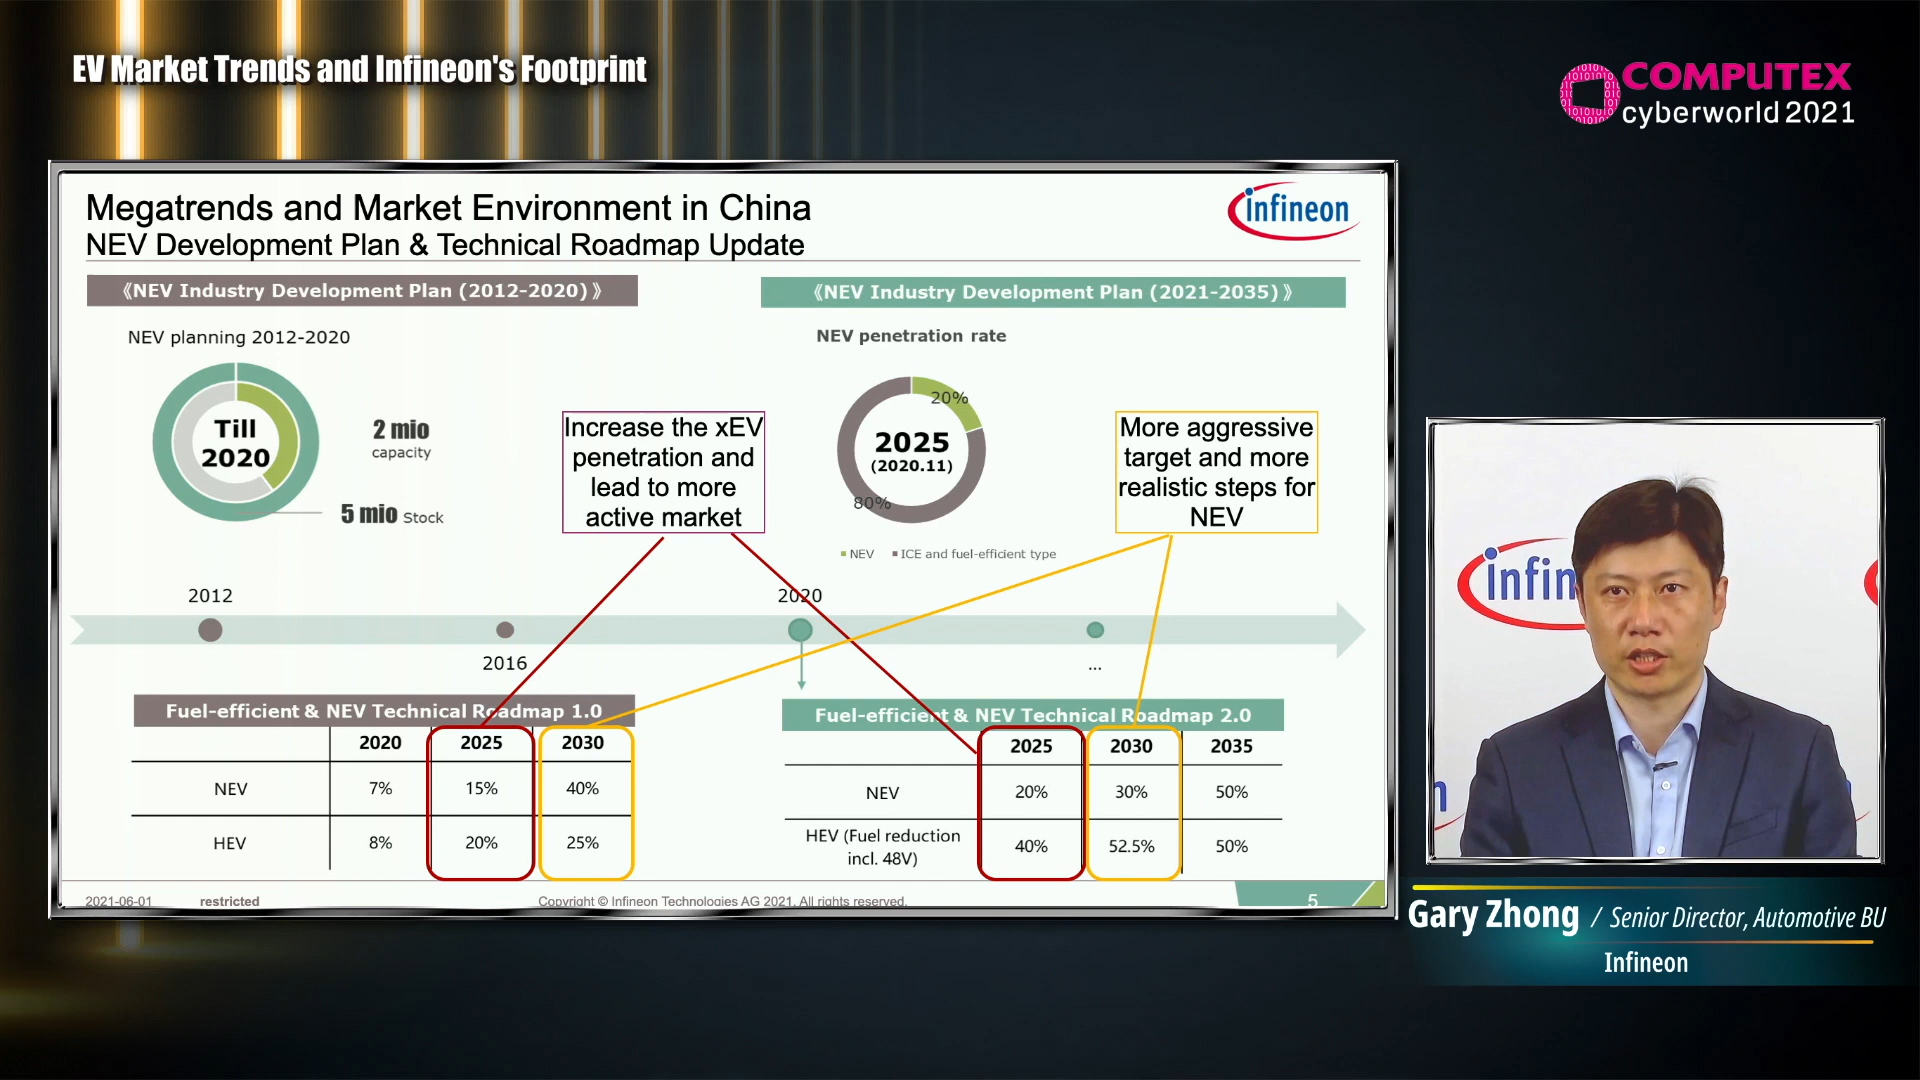 EV Market Trends and Infineon's Footprint
COMPUTEX
cyberworld 2021
Megatrends and Market Environment in China
NEV Development Plan & Technical Roadmap Update
infineon
《NEV Industry Development Plan (2012-2020)》
《NEV Industry Development Plan (2021-2035)》
NEV planning 2012-2020
NEV penetration rate
Till
2020
2 mio
capacity
5 mio Stock
Increase the xEV
penetration and
lead to more
active market
20%
2025
(2020.11)
80%
NEV ICE and fuel-efficient type
More aggressive
target and more
realistic steps for
NEV
2012
2016
2020
...
Fuel-efficient & NEV Technical Roadmap 1.0
2020 2025 2030
NEV 7% 15% 40%
HEV 8% 20% 25%
Fuel-efficient & NEV Technical Roadmap 2.0
2025 2030 2035
NEV 20% 30% 50%
HEV (Fuel reduction
incl. 48V) 40% 52.5% 50%
2021-06-01 restricted Copyright © Infineon Technologies AG 2021. All rights reserved. 5
infin
n
Gary Zhong / Senior Director, Automotive BU
Infineon